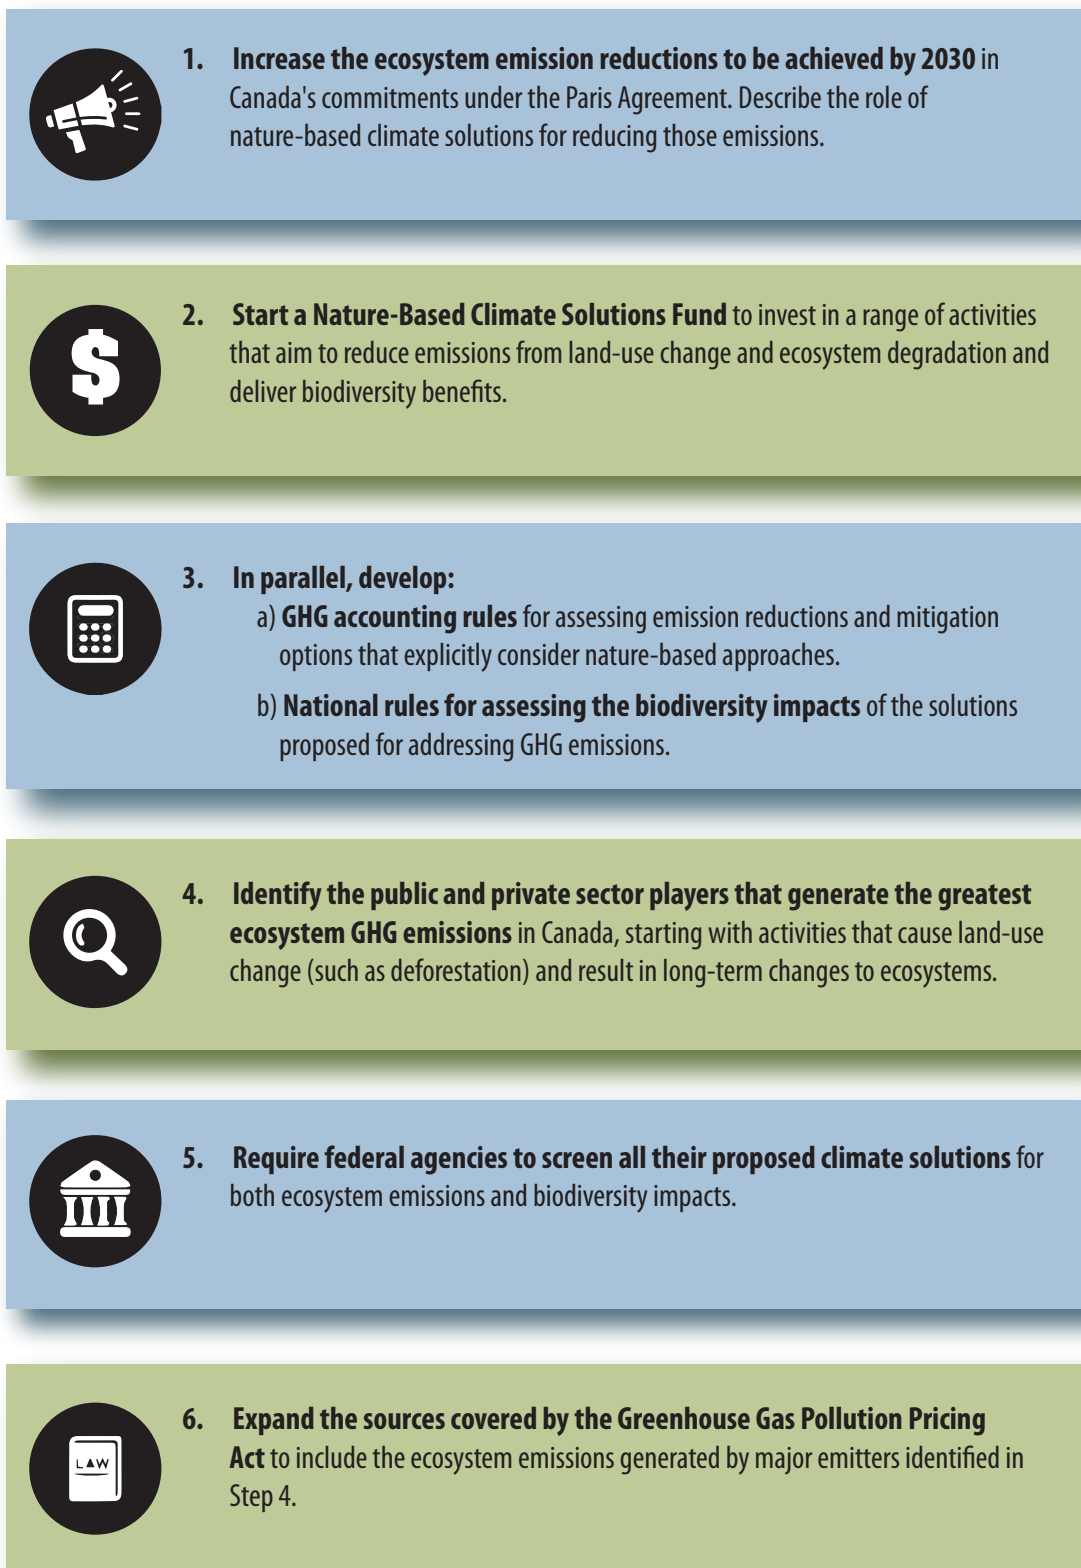 1. Increase the ecosystem emission reductions to be achieved by 2030 in
Canada's commitments under the Paris Agreement. Describe the role of
nature-based climate solutions for reducing those emissions.
2. Start a Nature-Based Climate Solutions Fund to invest in a range of activities
that aim to reduce emissions from land-use change and ecosystem degradation and
deliver biodiversity benefits.
3. In parallel, develop:
a) GHG accounting rules for assessing emission reductions and mitigation
options that explicitly consider nature-based approaches.
b) National rules for assessing the biodiversity impacts of the solutions
proposed for addressing GHG emissions.
4. Identify the public and private sector players that generate the greatest
ecosystem GHG emissions in Canada, starting with activities that cause land-use
change (such as deforestation) and result in long-term changes to ecosystems.
5. Require federal agencies to screen all their proposed climate solutions for
both ecosystem emissions and biodiversity impacts.
6. Expand the sources covered by the Greenhouse Gas Pollution Pricing
Act to include the ecosystem emissions generated by major emitters identified in
Step 4.
LAW